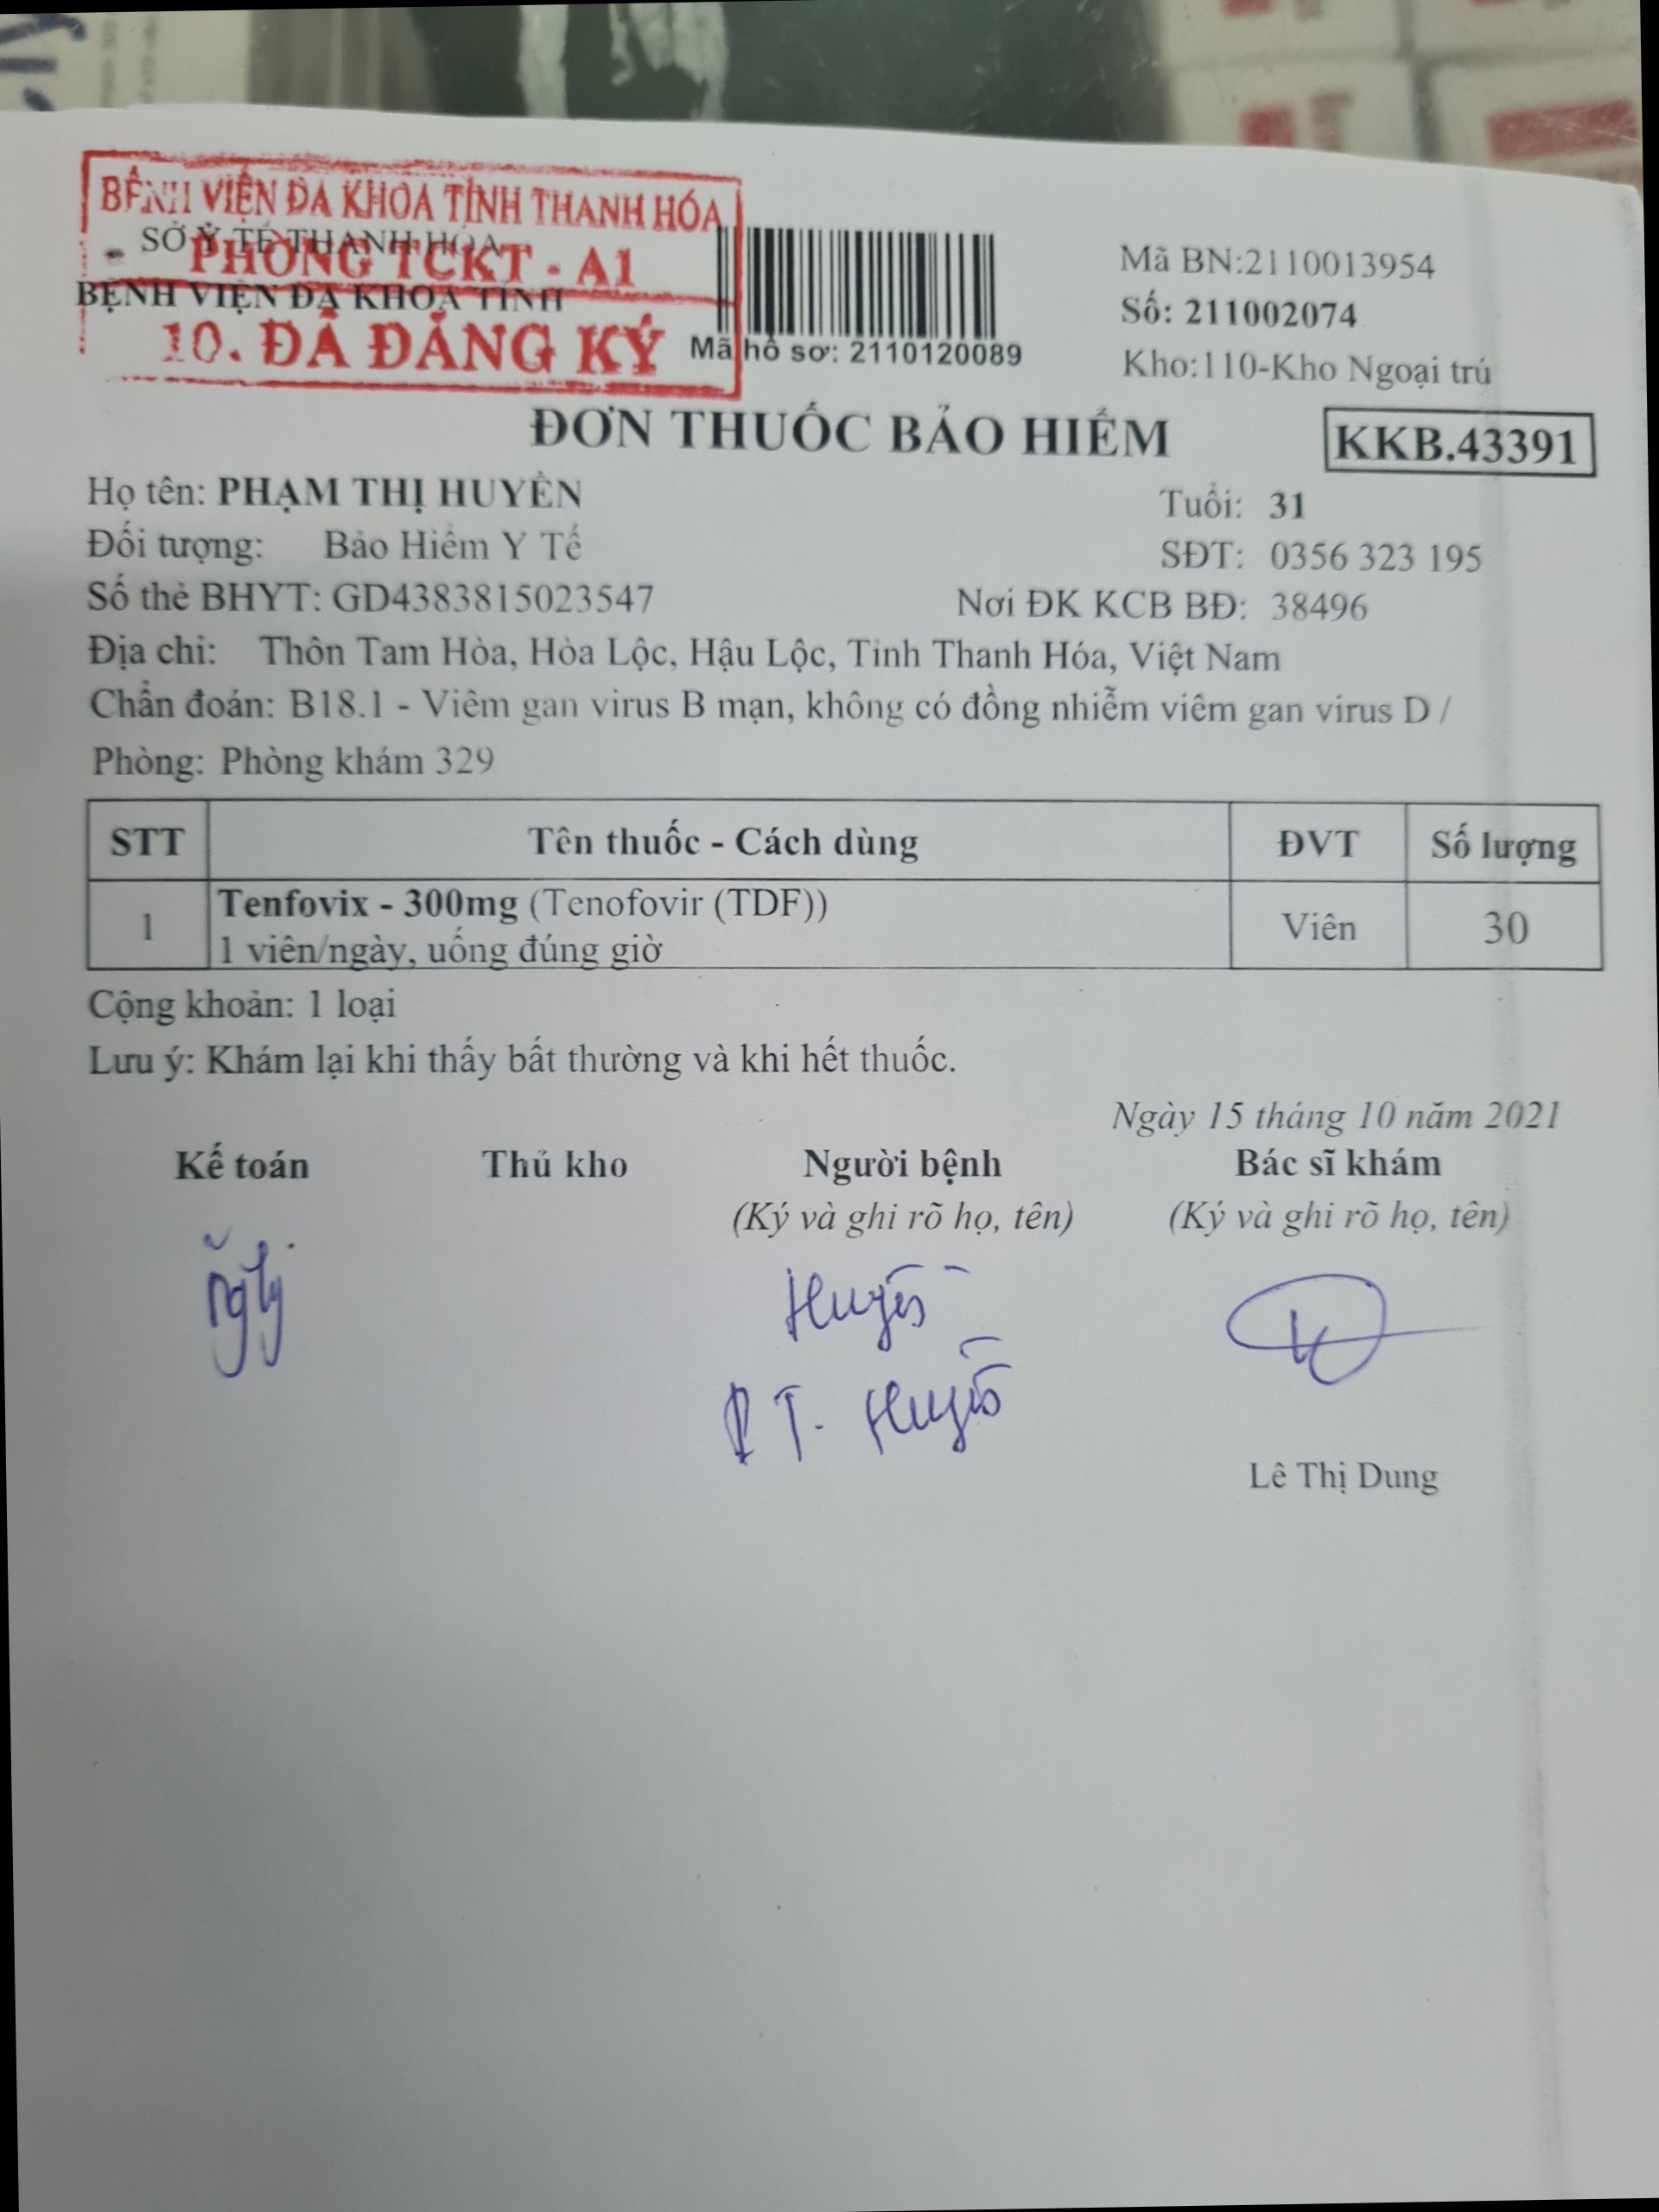 BỆNH VIỆN ĐA KHOA TỈNH THANH HÓA
SỞ Y TẾ THANH HÓA
PHÒNG TCKT - A1
BỆNH VIỆN ĐA KHOA TỈNH
10. ĐÃ ĐĂNG KÝ
Mã hồ sơ: 2110120089
Mã BN:2110013954
Số: 211002074
Kho:110-Kho Ngoại trú
ĐƠN THUỐC BẢO HIỂM
KKB.43391
Họ tên: PHẠM THỊ HUYỀN Tuổi: 31
Đối tượng: Bảo Hiểm Y Tế SĐT: 0356 323 195
Số thẻ BHYT: GD4383815023547 Nơi ĐK KCB BĐ: 38496
Địa chỉ: Thôn Tam Hòa, Hòa Lộc, Hậu Lộc, Tỉnh Thanh Hóa, Việt Nam
Chẩn đoán: B18.1 - Viêm gan virus B mạn, không có đồng nhiễm viêm gan virus D /
Phòng: Phòng khám 329
STT Tên thuốc - Cách dùng ĐVT Số lượng
1 Tenfovix - 300mg (Tenofovir (TDF)) Viên 30
1 viên/ngày, uống đúng giờ
Cộng khoản: 1 loại
Lưu ý: Khám lại khi thấy bất thường và khi hết thuốc.
Ngày 15 tháng 10 năm 2021
Kế toán Thủ kho Người bệnh Bác sĩ khám
(Ký và ghi rõ họ, tên) (Ký và ghi rõ họ, tên)
Huyền
P T. Huyền
Lê Thị Dung